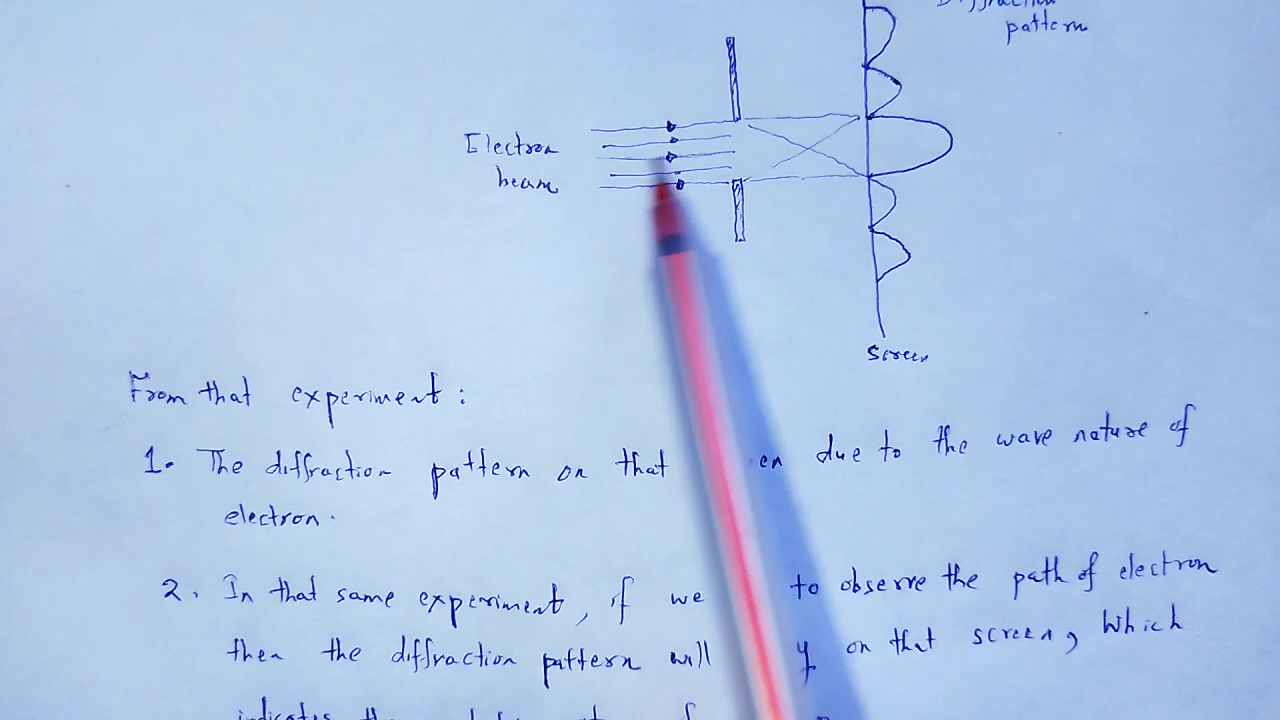 pattern
Electron
beam
Screen
From that experiment :
1. The diffraction pattern on that en due to the wave nature of
electron.
2. In that same experiment, if we to observe the path of electron
then the diffraction pattern will y on that screen, Which
indicates